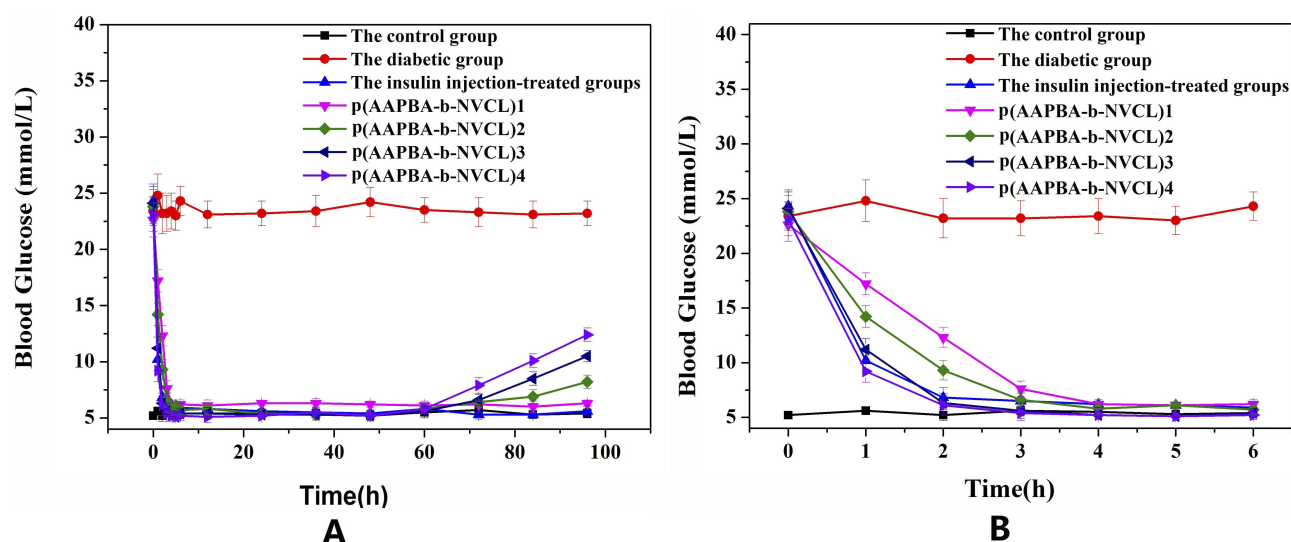 40
35
30
25
20
15
10
5
Blood Glucose (mmol/L)
The control group
The diabetic group
The insulin injection-treated groups
p(AAPBA-b-NVCL)1
p(AAPBA-b-NVCL)2
p(AAPBA-b-NVCL)3
p(AAPBA-b-NVCL)4
0 20 40 60 80 100
Time(h)
A
40
35
30
25
20
15
10
5
Blood Glucose (mmol/L)
The control group
The diabetic group
The insulin injection-treated groups
p(AAPBA-b-NVCL)1
p(AAPBA-b-NVCL)2
p(AAPBA-b-NVCL)3
p(AAPBA-b-NVCL)4
0 1 2 3 4 5 6
Time(h)
B